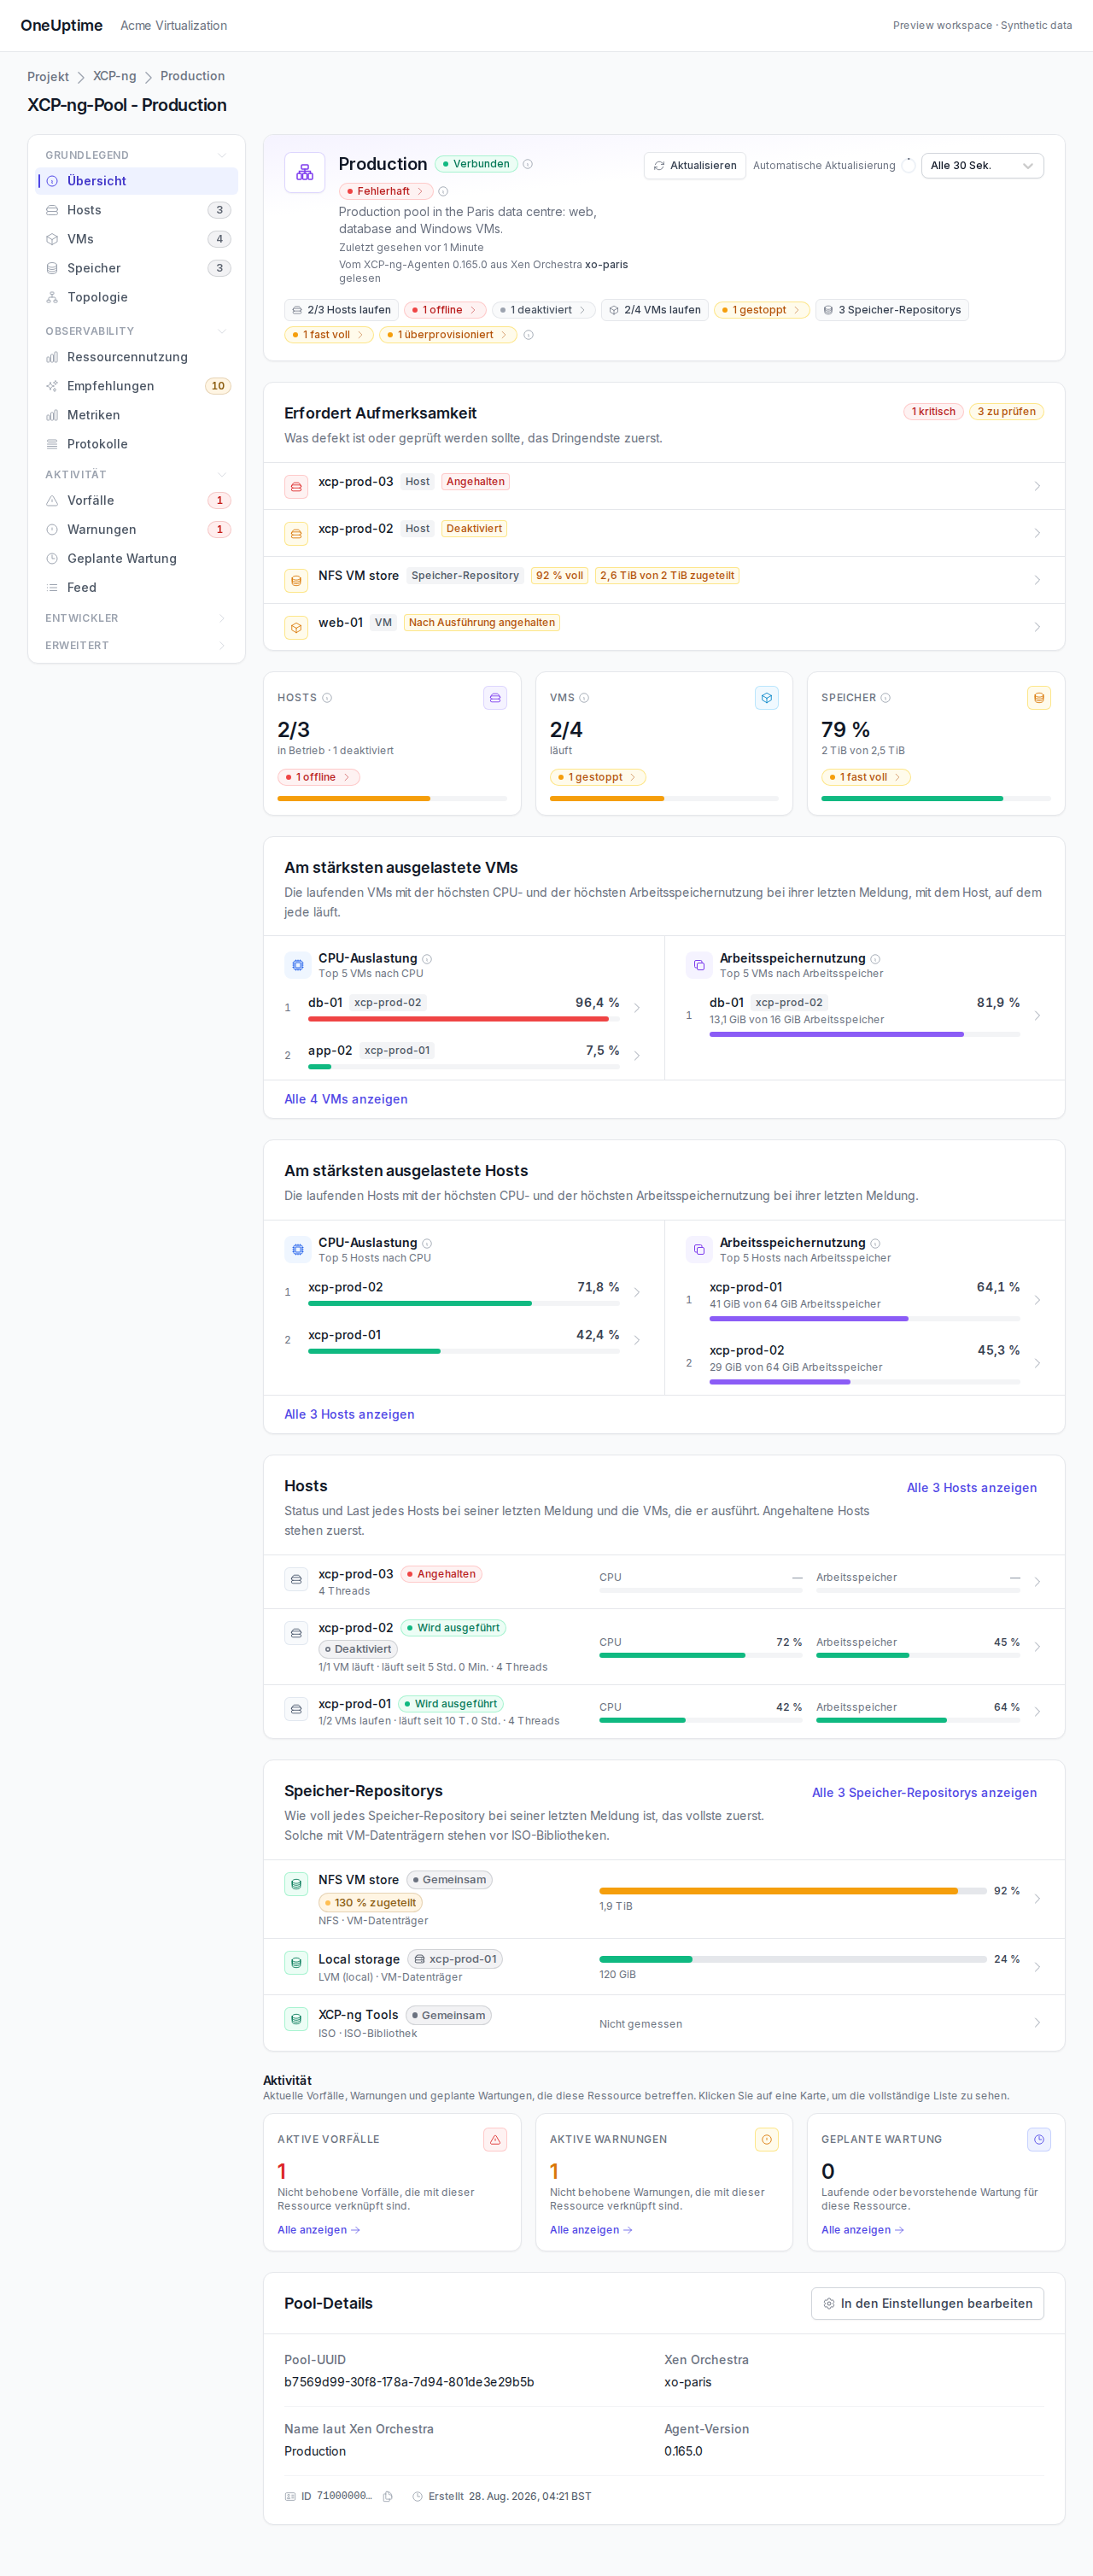 OneUptime Acme Virtualization Preview workspace · Synthetic data
Projekt XCP-ng Production
XCP-ng-Pool - Production
GRUNDLEGEND
Übersicht
Hosts 3
VMs 4
Speicher 3
Topologie
OBSERVABILITY
Ressourcennutzung
Empfehlungen 10
Metriken
Protokolle
AKTIVITÄT
Vorfälle 1
Warnungen 1
Geplante Wartung
Feed
ENTWICKLER
ERWEITERT
Production Verbunden
Fehlerhaft
Aktualisieren Automatische Aktualisierung Alle 30 Sek.
Production pool in the Paris data centre: web,
database and Windows VMs.
Zuletzt gesehen vor 1 Minute
Vom XCP-ng-Agenten 0.165.0 aus Xen Orchestra xo-paris
gelesen
2/3 Hosts laufen 1 offline 1 deaktiviert 2/4 VMs laufen 1 gestoppt 3 Speicher-Repositorys
1 fast voll 1 überprovisioniert
Erfordert Aufmerksamkeit 1 kritisch 3 zu prüfen
Was defekt ist oder geprüft werden sollte, das Dringendste zuerst.
xcp-prod-03 Host Angehalten
xcp-prod-02 Host Deaktiviert
NFS VM store Speicher-Repository 92 % voll 2,6 TiB von 2 TiB zugeteilt
web-01 VM Nach Ausführung angehalten
HOSTS
2/3
in Betrieb · 1 deaktiviert
1 offline
VMS
2/4
läuft
1 gestoppt
SPEICHER
79 %
2 TiB von 2,5 TiB
1 fast voll
Am stärksten ausgelastete VMs
Die laufenden VMs mit der höchsten CPU- und der höchsten Arbeitsspeichernutzung bei ihrer letzten Meldung, mit dem Host, auf dem
jede läuft.
CPU-Auslastung
Top 5 VMs nach CPU
1 db-01 xcp-prod-02 96,4 %
2 app-02 xcp-prod-01 7,5 %
Arbeitsspeichernutzung
Top 5 VMs nach Arbeitsspeicher
1 db-01 xcp-prod-02 81,9 %
13,1 GiB von 16 GiB Arbeitsspeicher
Alle 4 VMs anzeigen
Am stärksten ausgelastete Hosts
Die laufenden Hosts mit der höchsten CPU- und der höchsten Arbeitsspeichernutzung bei ihrer letzten Meldung.
CPU-Auslastung
Top 5 Hosts nach CPU
1 xcp-prod-02 71,8 %
2 xcp-prod-01 42,4 %
Arbeitsspeichernutzung
Top 5 Hosts nach Arbeitsspeicher
1 xcp-prod-01 64,1 %
41 GiB von 64 GiB Arbeitsspeicher
2 xcp-prod-02 45,3 %
29 GiB von 64 GiB Arbeitsspeicher
Alle 3 Hosts anzeigen
Hosts Alle 3 Hosts anzeigen
Status und Last jedes Hosts bei seiner letzten Meldung und die VMs, die er ausführt. Angehaltene Hosts
stehen zuerst.
xcp-prod-03 Angehalten
4 Threads
CPU — Arbeitsspeicher —
xcp-prod-02 Wird ausgeführt
Deaktiviert
1/1 VM läuft · läuft seit 5 Std. 0 Min. · 4 Threads
CPU 72 % Arbeitsspeicher 45 %
xcp-prod-01 Wird ausgeführt
1/2 VMs laufen · läuft seit 10 T. 0 Std. · 4 Threads
CPU 42 % Arbeitsspeicher 64 %
Speicher-Repositorys Alle 3 Speicher-Repositorys anzeigen
Wie voll jedes Speicher-Repository bei seiner letzten Meldung ist, das vollste zuerst.
Solche mit VM-Datenträgern stehen vor ISO-Bibliotheken.
NFS VM store Gemeinsam
130 % zugeteilt
NFS · VM-Datenträger
92 %
1,9 TiB
Local storage xcp-prod-01
LVM (local) · VM-Datenträger
24 %
120 GiB
XCP-ng Tools Gemeinsam
ISO · ISO-Bibliothek
Nicht gemessen
Aktivität
Aktuelle Vorfälle, Warnungen und geplante Wartungen, die diese Ressource betreffen. Klicken Sie auf eine Karte, um die vollständige Liste zu sehen.
AKTIVE VORFÄLLE
1
Nicht behobene Vorfälle, die mit dieser
Ressource verknüpft sind.
Alle anzeigen
AKTIVE WARNUNGEN
1
Nicht behobene Warnungen, die mit dieser
Ressource verknüpft sind.
Alle anzeigen
GEPLANTE WARTUNG
0
Laufende oder bevorstehende Wartung für
diese Ressource.
Alle anzeigen
Pool-Details In den Einstellungen bearbeiten
Pool-UUID
b7569d99-30f8-178a-7d94-801de3e29b5b
Xen Orchestra
xo-paris
Name laut Xen Orchestra
Production
Agent-Version
0.165.0
ID 71000000… Erstellt 28. Aug. 2026, 04:21 BST